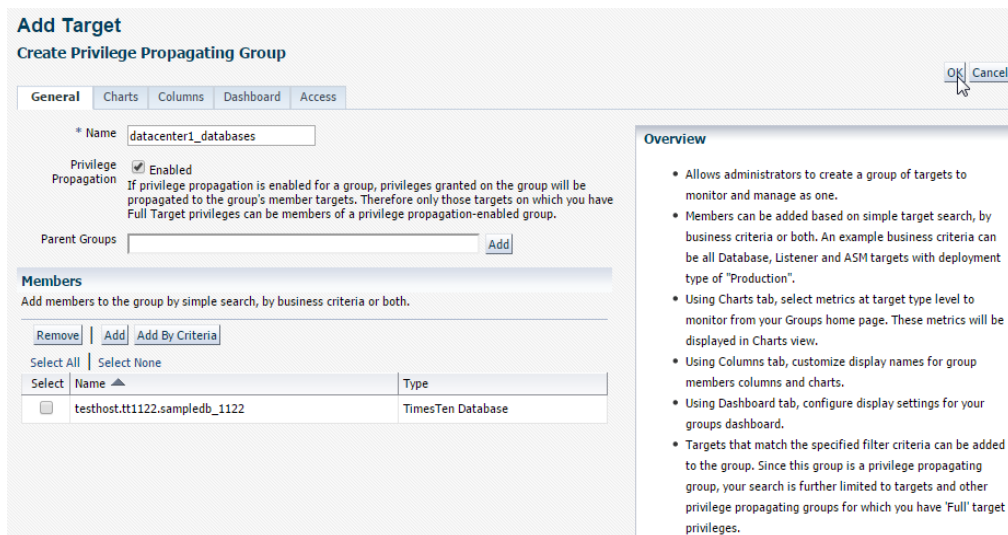 Add Target
Create Privilege Propagating Group
OK Cancel
General Charts Columns Dashboard Access
* Name datacenter1_databases
Privilege Propagation Enabled
If privilege propagation is enabled for a group, privileges granted on the group will be
propagated to the group's member targets. Therefore only those targets on which you have
Full Target privileges can be members of a privilege propagation-enabled group.
Parent Groups Add
Members
Add members to the group by simple search, by business criteria or both.
Remove | Add Add By Criteria
Select All | Select None
Select Name Type
testhost.tt1122.sampledb_1122 TimesTen Database
Overview
• Allows administrators to create a group of targets to
monitor and manage as one.
• Members can be added based on simple target search, by
business criteria or both. An example business criteria can
be all Database, Listener and ASM targets with deployment
type of "Production".
• Using Charts tab, select metrics at target type level to
monitor from your Groups home page. These metrics will be
displayed in Charts view.
• Using Columns tab, customize display names for group
members columns and charts.
• Using Dashboard tab, configure display settings for your
groups dashboard.
• Targets that match the specified filter criteria can be added
to the group. Since this group is a privilege propagating
group, your search is further limited to targets and other
privilege propagating groups for which you have 'Full' target
privileges.